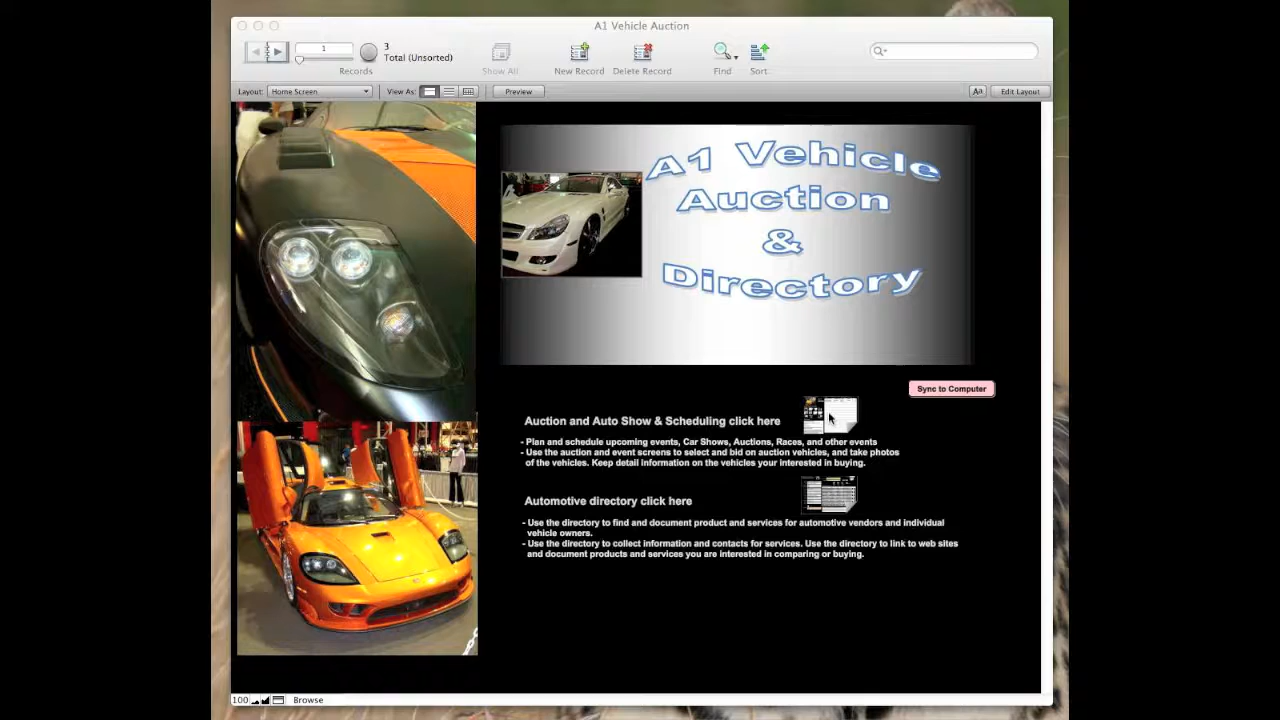 A1 Vehicle Auction
1
3
Total (Unsorted)
Records
Show All
New Record
Delete Record
Find
Sort
Layout:
Home Screen
View As:
Preview
Aa
Edit Layout
A1 Vehicle
Auction
&
Directory
Sync to Computer
Auction and Auto Show & Scheduling click here
- Plan and schedule upcoming events, Car Shows, Auctions, Races, and other events
- Use the auction and event screens to select and bid on auction vehicles, and take photos
of the vehicles. Keep detail information on the vehicles your interested in buying.
Automotive directory click here
- Use the directory to find and document product and services for automotive vendors and individual
vehicle owners.
- Use the directory to collect information and contacts for services. Use the directory to link to web sites
and document products and services you are interested in comparing or buying.
100
Browse